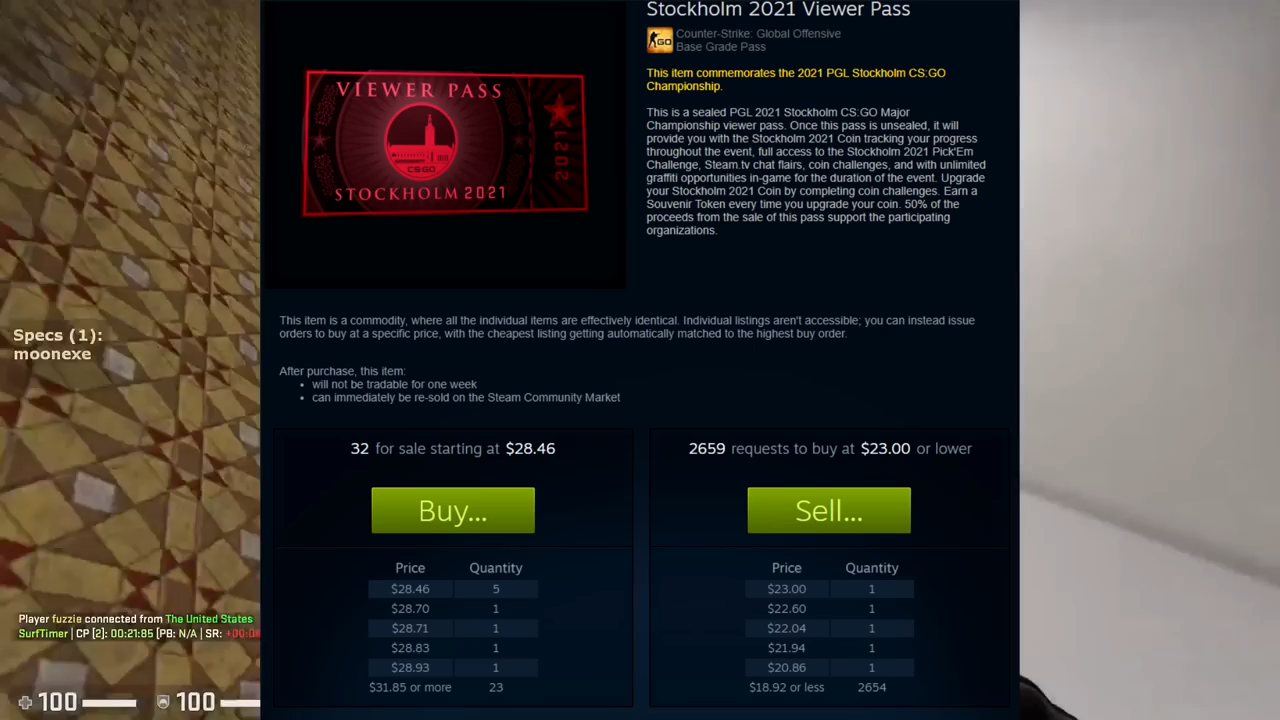 Stockholm 2021 Viewer Pass
GO
Counter-Strike: Global Offensive
Base Grade Pass
This item commemorates the 2021 PGL Stockholm CS:GO
Championship.
This is a sealed PGL 2021 Stockholm CS:GO Major
Championship viewer pass. Once this pass is unsealed, it will
provide you with the Stockholm 2021 Coin tracking your progress
throughout the event, full access to the Stockholm 2021 Pick'Em
Challenge, Steam.tv chat flairs, coin challenges, and with unlimited
graffiti opportunities in-game for the duration of the event. Upgrade
your Stockholm 2021 Coin by completing coin challenges. Earn a
Souvenir Token every time you upgrade your coin. 50% of the
proceeds from the sale of this pass support the participating
organizations.
VIEWER PASS
CS:GO
STOCKHOLM 2021
2021
This item is a commodity, where all the individual items are effectively identical. Individual listings aren't accessible; you can instead issue
orders to buy at a specific price, with the cheapest listing getting automatically matched to the highest buy order.
After purchase, this item:
• will not be tradable for one week
• can immediately be re-sold on the Steam Community Market
Specs (1):
moonexe
32 for sale starting at $28.46
Buy...
Price Quantity
$28.46 5
$28.70 1
$28.71 1
$28.83 1
$28.93 1
$31.85 or more 23
2659 requests to buy at $23.00 or lower
Sell...
Price Quantity
$23.00 1
$22.60 1
$22.04 1
$21.94 1
$20.86 1
$18.92 or less 2654
Player fuzzie connected from The United States
SurfTimer | CP [2]: 00:21:85 [PB: N/A | SR:
100 100